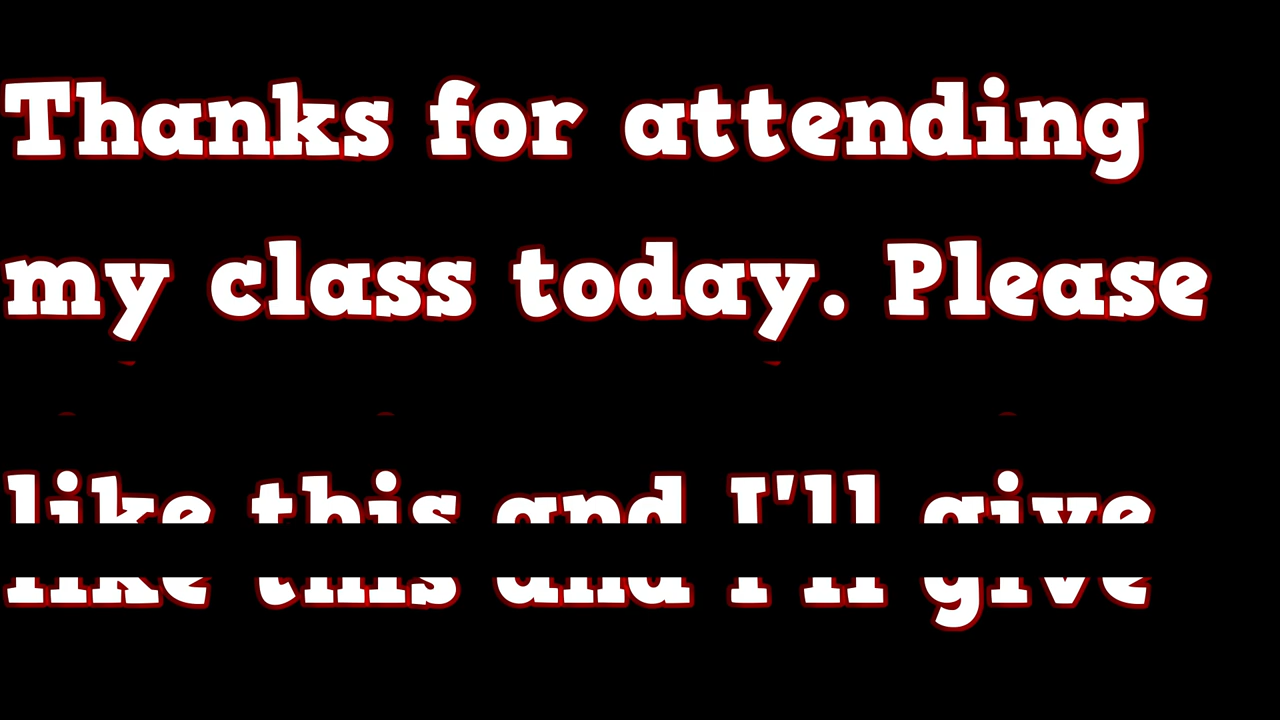 Thanks for attending
my class today. Please
like this and I'll give